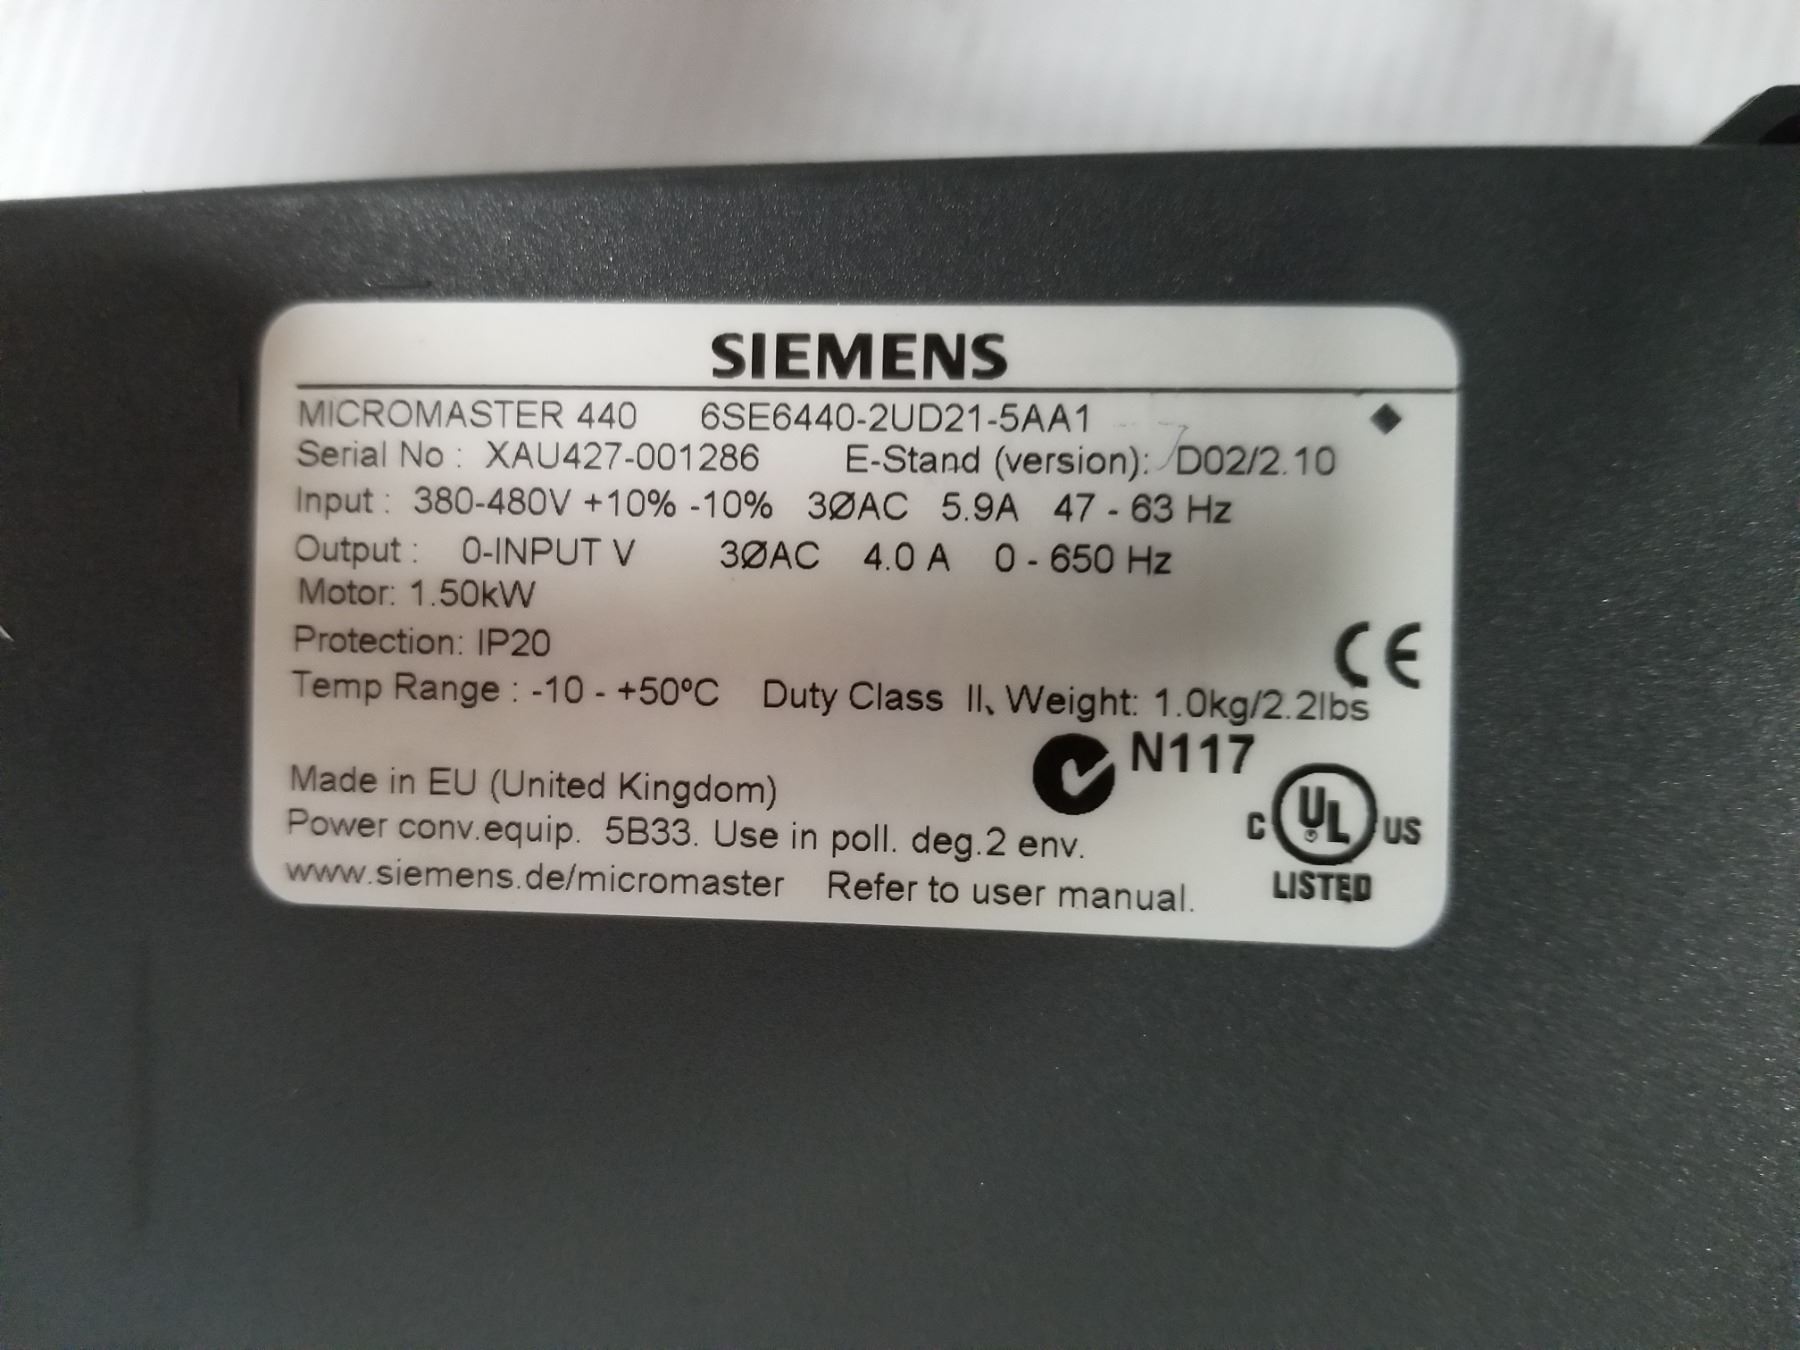 SIEMENS
MICROMASTER 440 6SE6440-2UD21-5AA1
Serial No : XAU427-001286 E-Stand (version): D02/2.10
Input : 380-480V +10% -10% 3ØAC 5.9A 47 - 63 Hz
Output : 0-INPUT V 3ØAC 4.0 A 0 - 650 Hz
Motor: 1.50kW
Protection: IP20
CE
Temp Range : -10 - +50ºC Duty Class II、Weight: 1.0kg/2.2lbs
N117
Made in EU (United Kingdom)
C UL US
Power conv.equip. 5B33. Use in poll. deg.2 env.
www.siemens.de/micromaster Refer to user manual.
LISTED